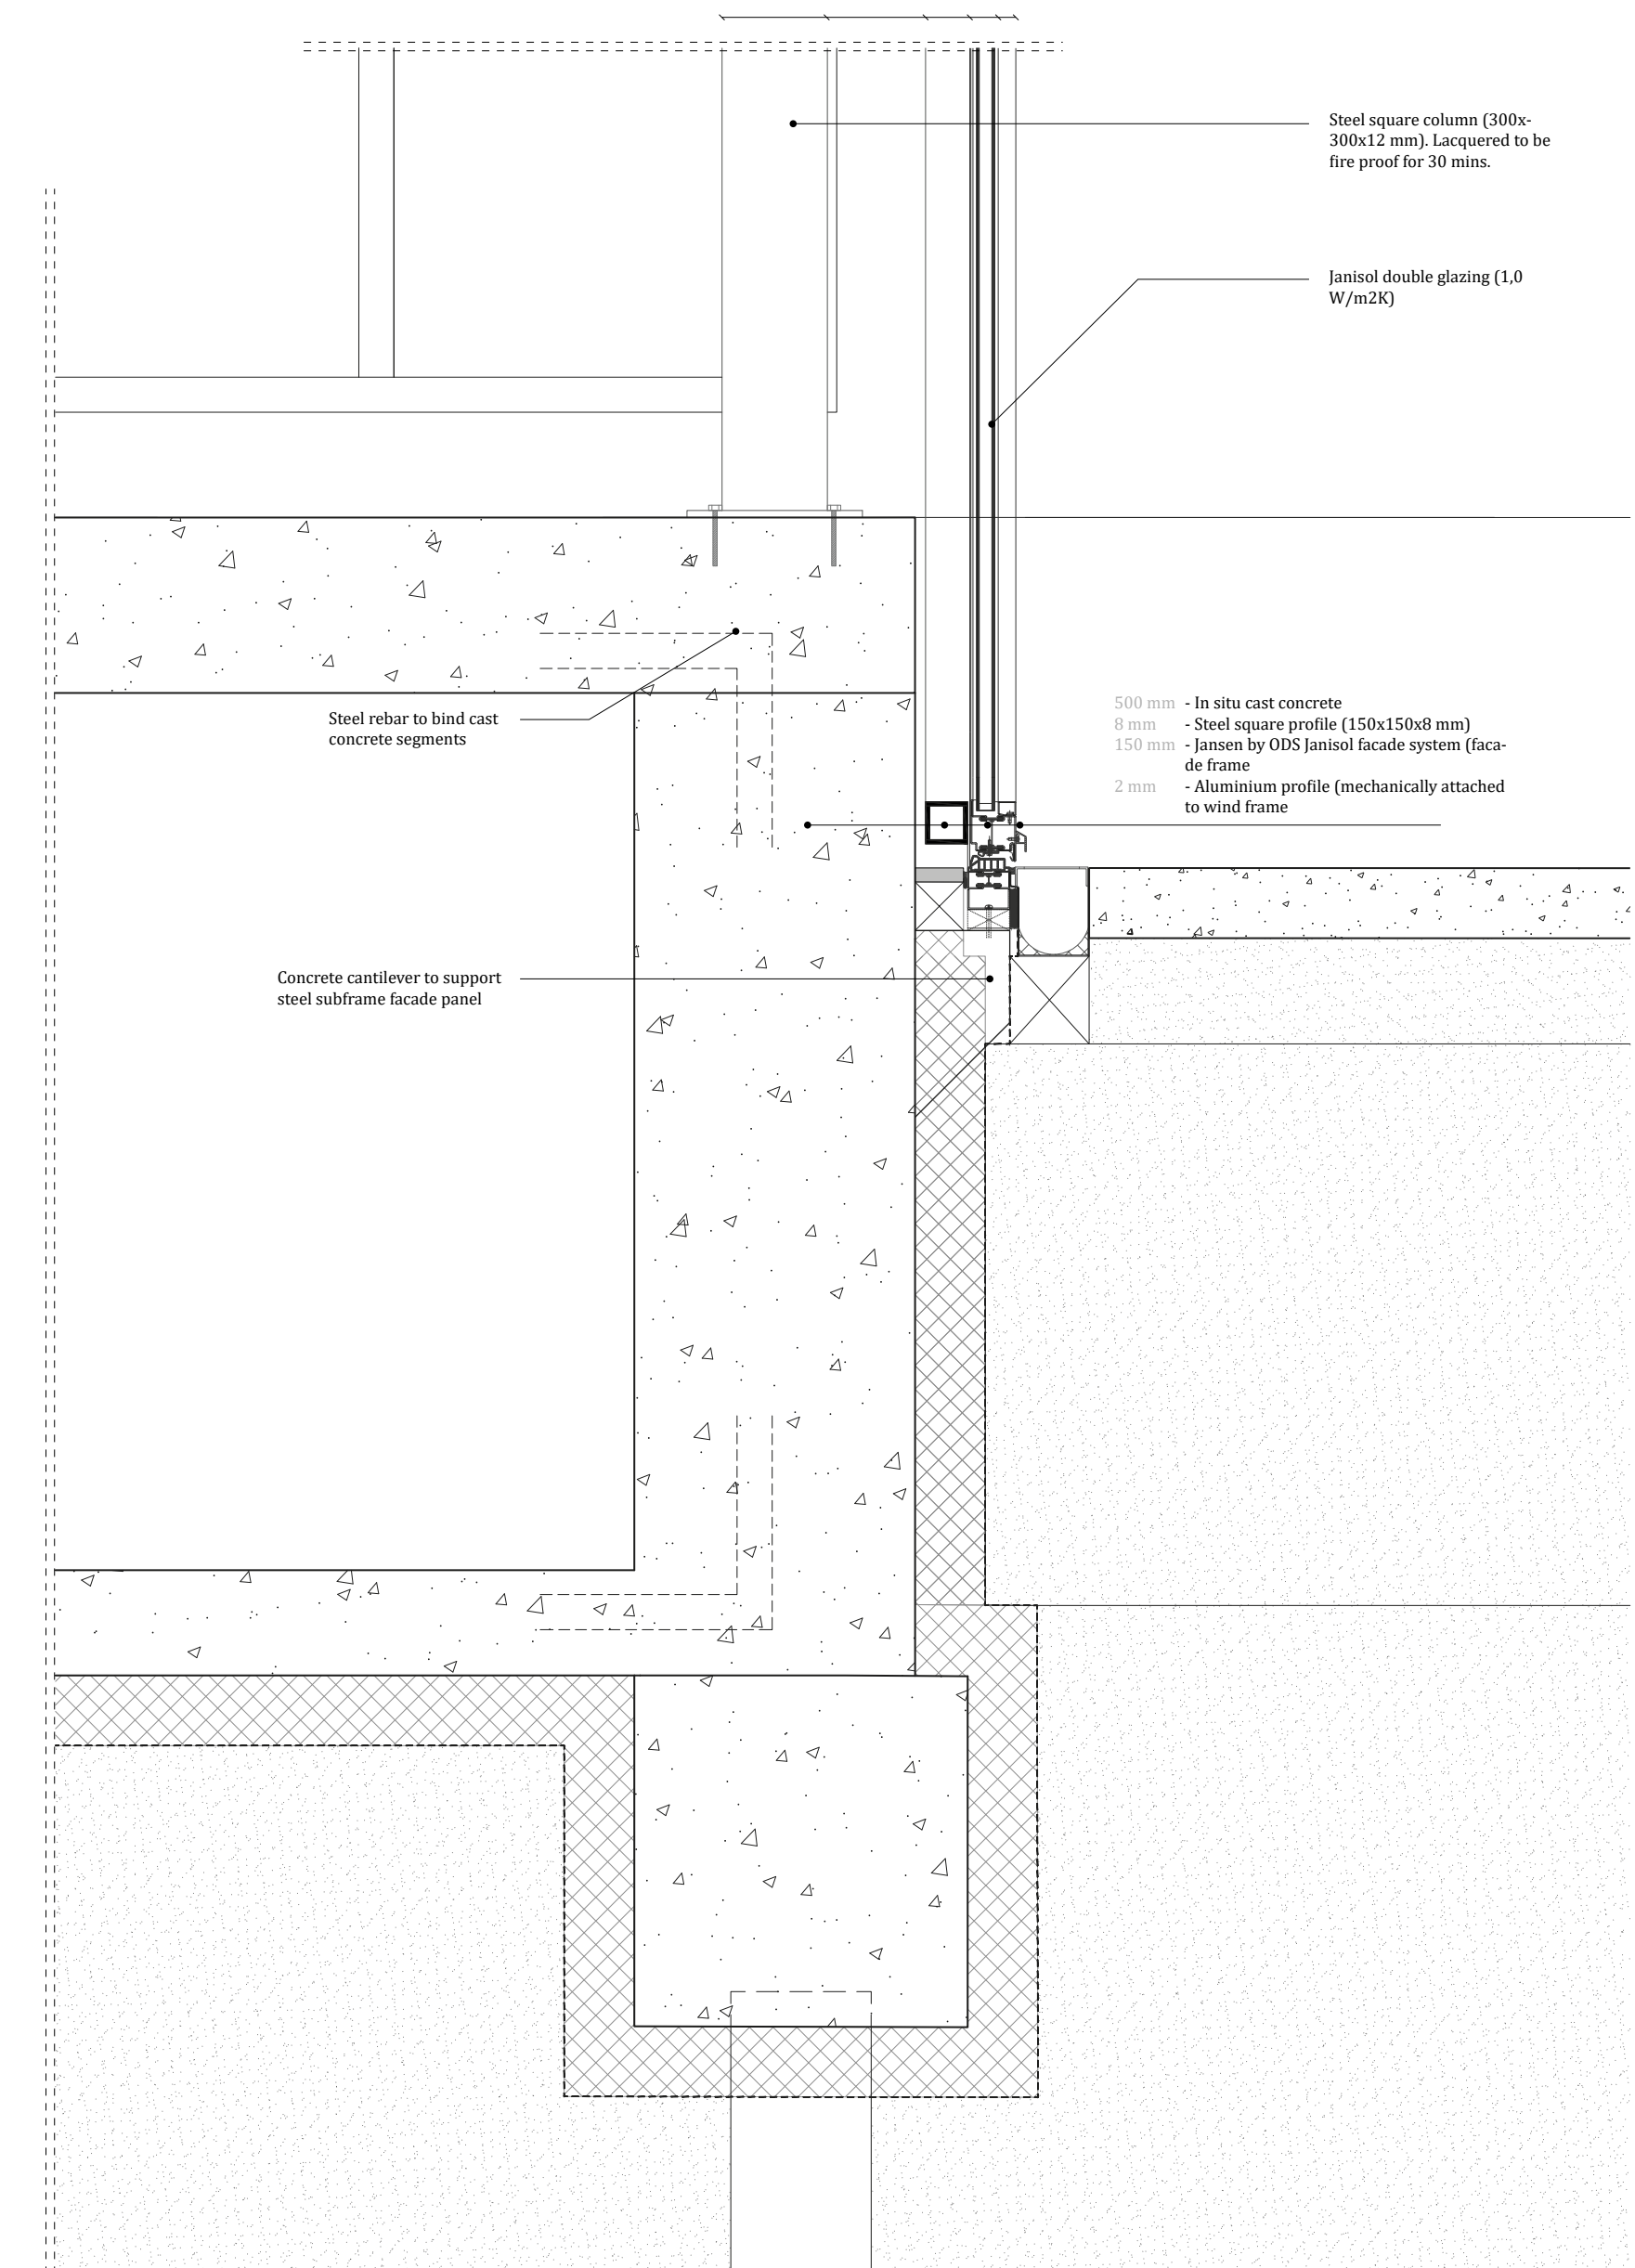 Steel square column (300x-
300x12 mm). Lacquered to be
fire proof for 30 mins.
Janisol double glazing (1,0
W/m2K)
Steel rebar to bind cast
concrete segments
500 mm - In situ cast concrete
8 mm - Steel square profile (150x150x8 mm)
150 mm - Jansen by ODS Janisol facade system (faca-
de frame
2 mm - Aluminium profile (mechanically attached
to wind frame
Concrete cantilever to support
steel subframe facade panel